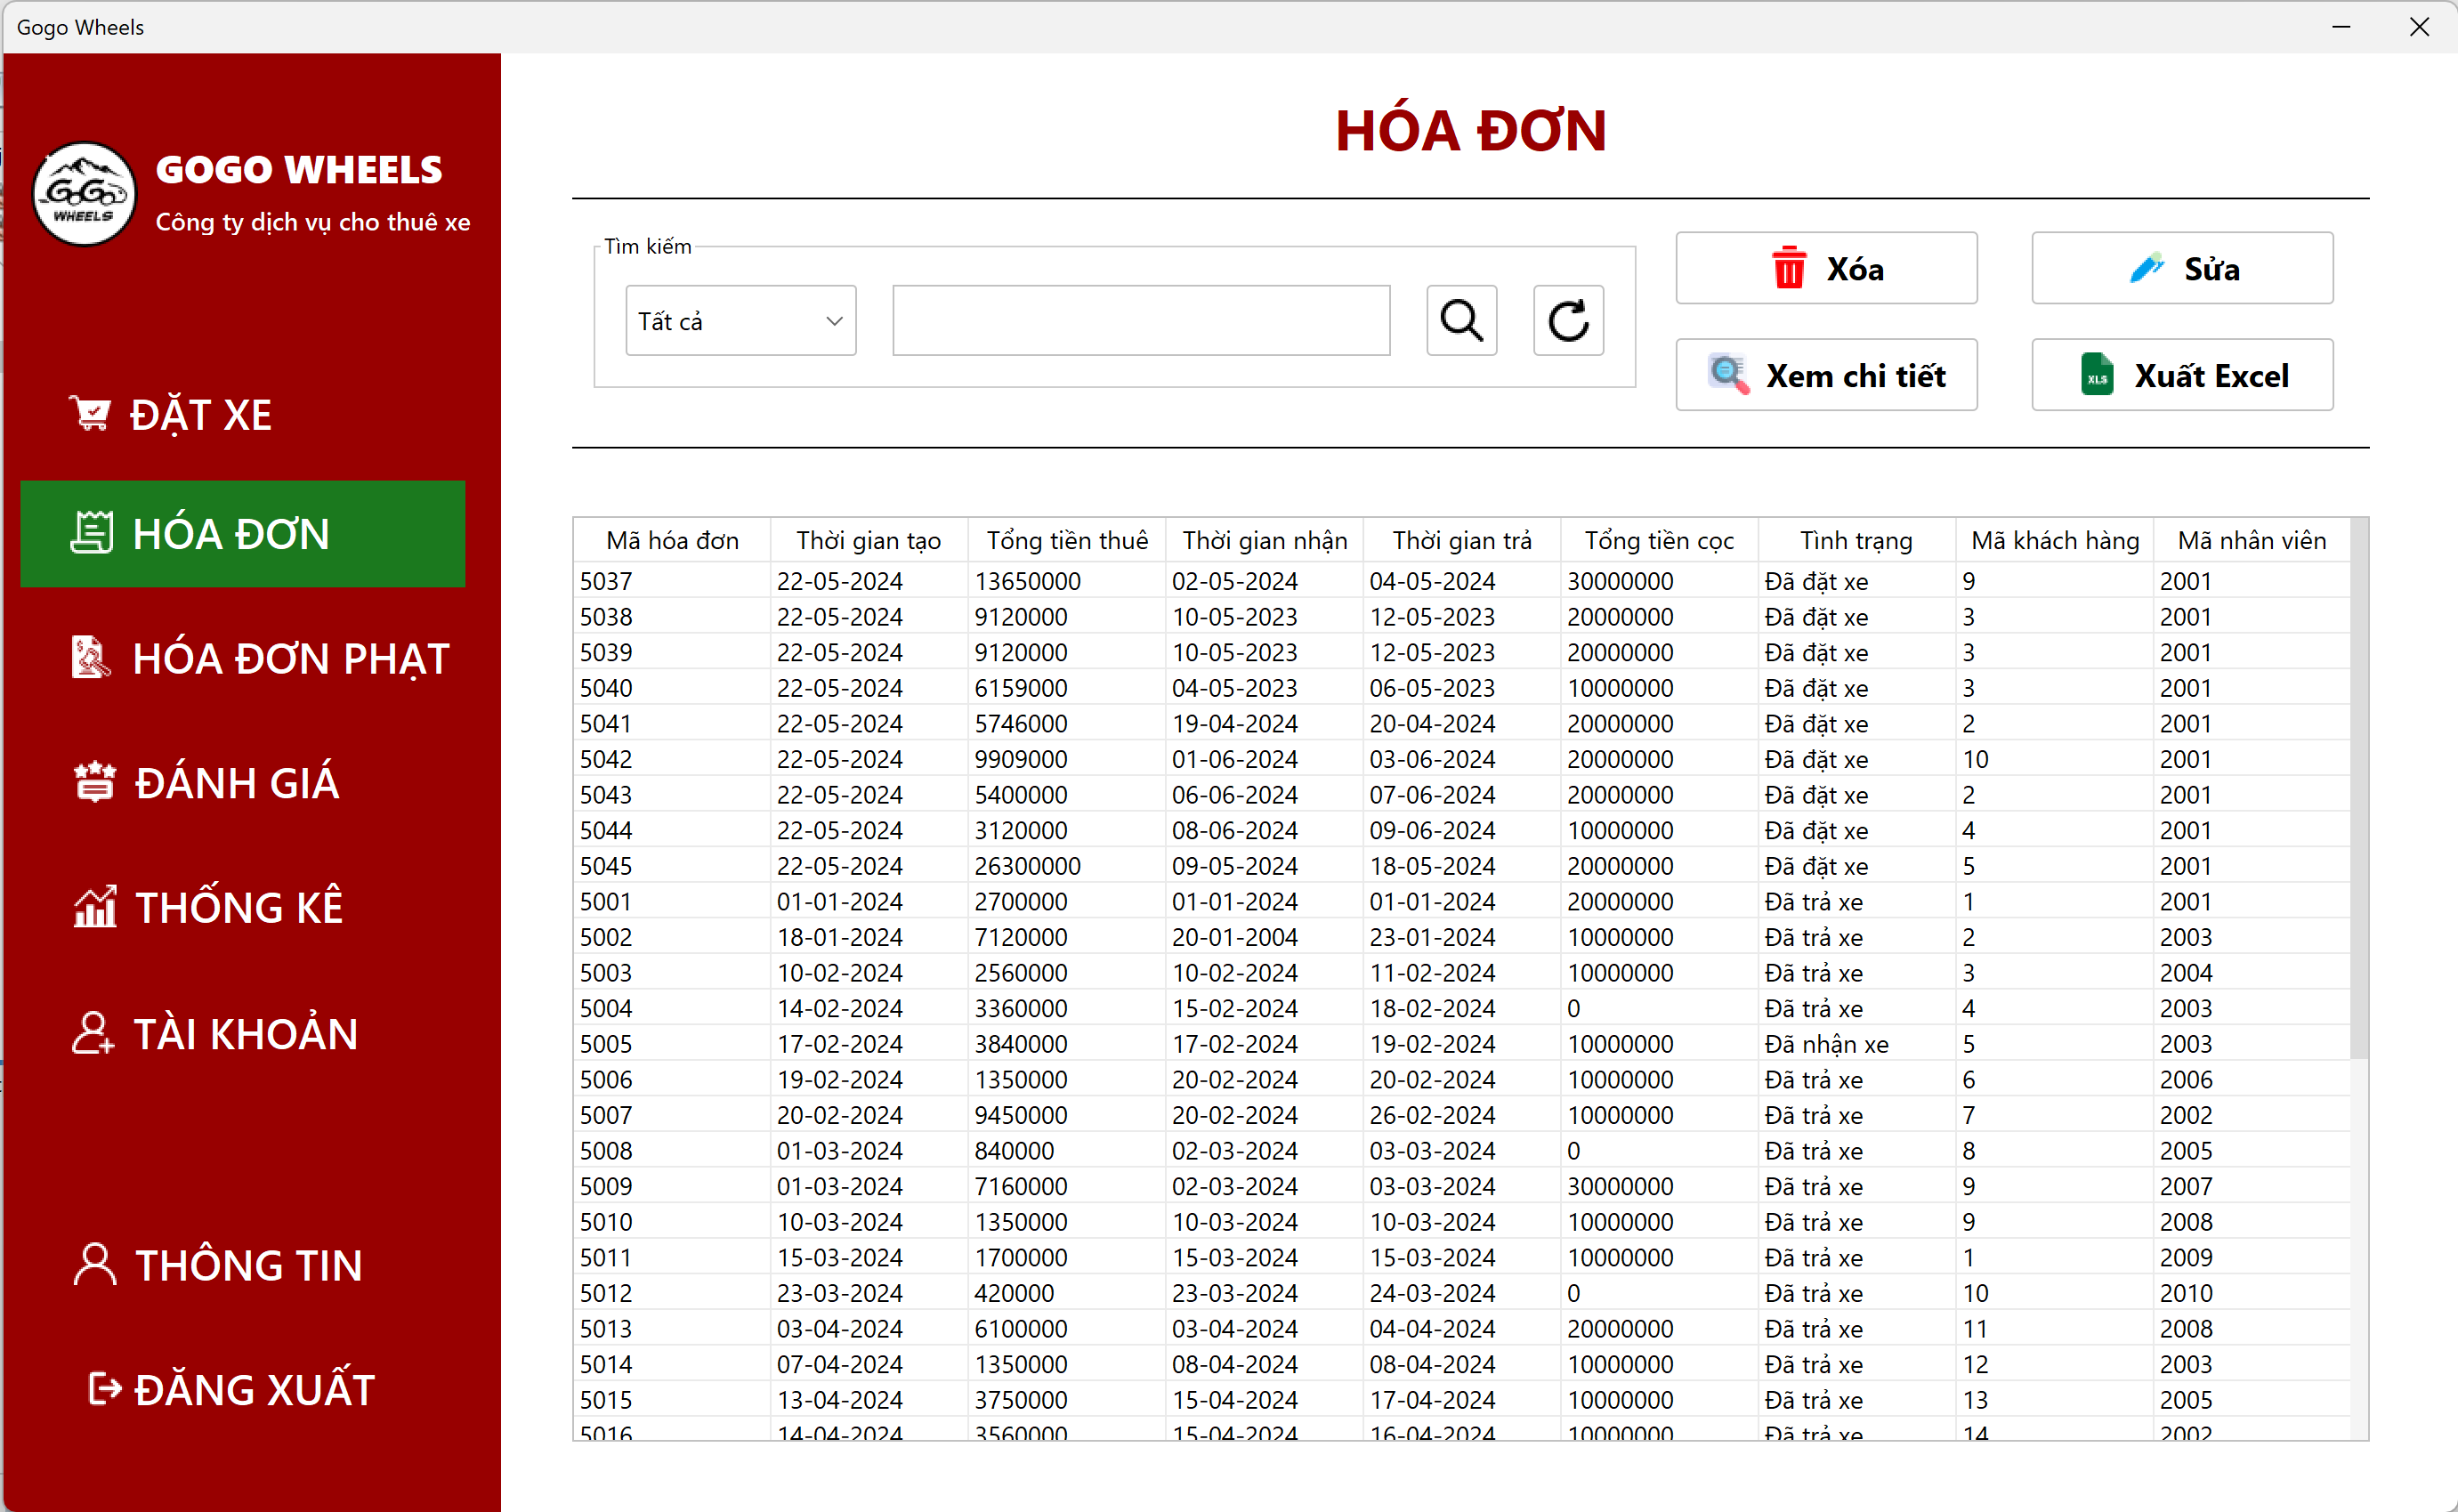 Gogo Wheels
GOGO WHEELS
Công ty dịch vụ cho thuê xe
GoGo
WHEELS
ĐẶT XE
HÓA ĐƠN
HÓA ĐƠN PHẠT
ĐÁNH GIÁ
THỐNG KÊ
TÀI KHOẢN
THÔNG TIN
ĐĂNG XUẤT
HÓA ĐƠN
Tìm kiếm
Tất cả
Xóa
Sửa
Xem chi tiết
XLS Xuất Excel
Mã hóa đơn Thời gian tạo Tổng tiền thuê Thời gian nhận Thời gian trả Tổng tiền cọc Tình trạng Mã khách hàng Mã nhân viên
5037 22-05-2024 13650000 02-05-2024 04-05-2024 30000000 Đã đặt xe 9 2001
5038 22-05-2024 9120000 10-05-2023 12-05-2023 20000000 Đã đặt xe 3 2001
5039 22-05-2024 9120000 10-05-2023 12-05-2023 20000000 Đã đặt xe 3 2001
5040 22-05-2024 6159000 04-05-2023 06-05-2023 10000000 Đã đặt xe 3 2001
5041 22-05-2024 5746000 19-04-2024 20-04-2024 20000000 Đã đặt xe 2 2001
5042 22-05-2024 9909000 01-06-2024 03-06-2024 20000000 Đã đặt xe 10 2001
5043 22-05-2024 5400000 06-06-2024 07-06-2024 20000000 Đã đặt xe 2 2001
5044 22-05-2024 3120000 08-06-2024 09-06-2024 10000000 Đã đặt xe 4 2001
5045 22-05-2024 26300000 09-05-2024 18-05-2024 20000000 Đã đặt xe 5 2001
5001 01-01-2024 2700000 01-01-2024 01-01-2024 20000000 Đã trả xe 1 2001
5002 18-01-2024 7120000 20-01-2004 23-01-2024 10000000 Đã trả xe 2 2003
5003 10-02-2024 2560000 10-02-2024 11-02-2024 10000000 Đã trả xe 3 2004
5004 14-02-2024 3360000 15-02-2024 18-02-2024 0 Đã trả xe 4 2003
5005 17-02-2024 3840000 17-02-2024 19-02-2024 10000000 Đã nhận xe 5 2003
5006 19-02-2024 1350000 20-02-2024 20-02-2024 10000000 Đã trả xe 6 2006
5007 20-02-2024 9450000 20-02-2024 26-02-2024 10000000 Đã trả xe 7 2002
5008 01-03-2024 840000 02-03-2024 03-03-2024 0 Đã trả xe 8 2005
5009 01-03-2024 7160000 02-03-2024 03-03-2024 30000000 Đã trả xe 9 2007
5010 10-03-2024 1350000 10-03-2024 10-03-2024 10000000 Đã trả xe 9 2008
5011 15-03-2024 1700000 15-03-2024 15-03-2024 10000000 Đã trả xe 1 2009
5012 23-03-2024 420000 23-03-2024 24-03-2024 0 Đã trả xe 10 2010
5013 03-04-2024 6100000 03-04-2024 04-04-2024 20000000 Đã trả xe 11 2008
5014 07-04-2024 1350000 08-04-2024 08-04-2024 10000000 Đã trả xe 12 2003
5015 13-04-2024 3750000 15-04-2024 17-04-2024 10000000 Đã trả xe 13 2005
5016 14-04-2024 3560000 15-04-2024 16-04-2024 10000000 Đã trả xe 14 2002